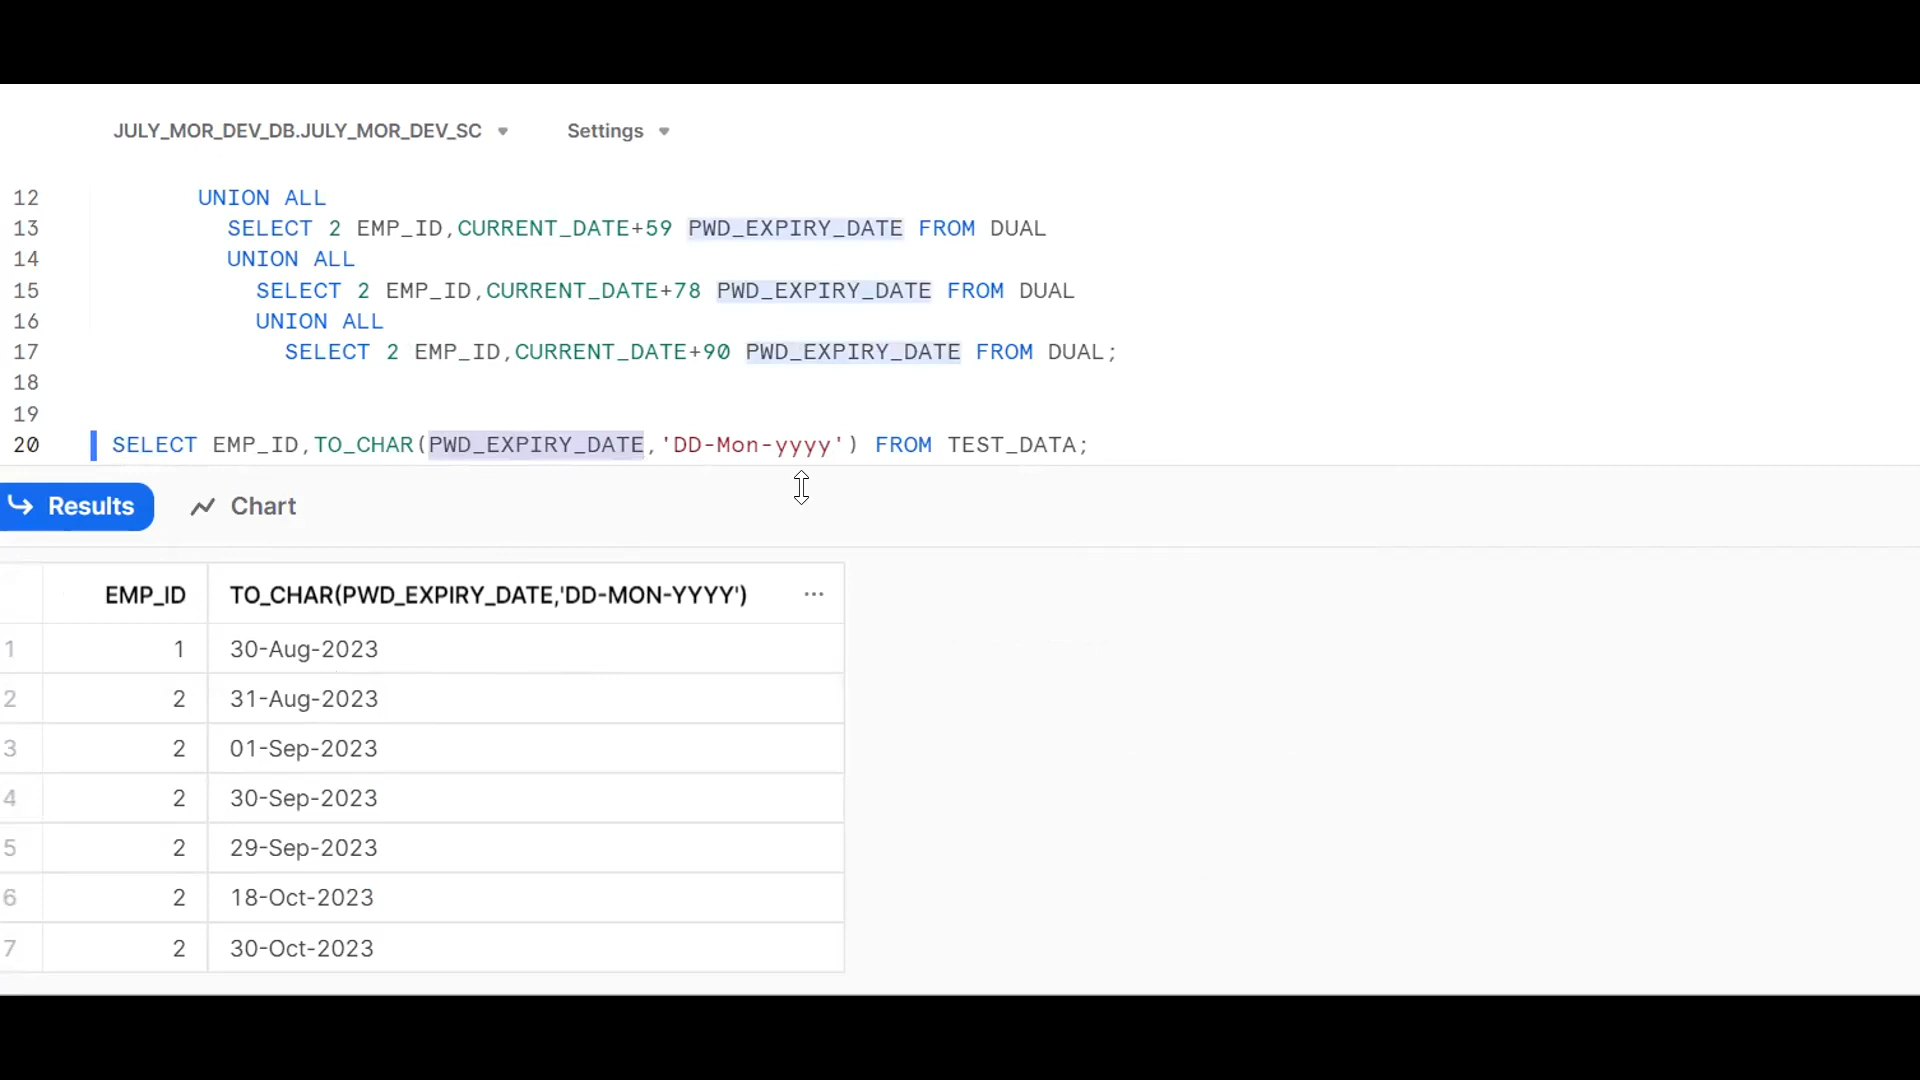 JULY_MOR_DEV_DB.JULY_MOR_DEV_SC Settings
12 UNION ALL
13 SELECT 2 EMP_ID,CURRENT_DATE+59 PWD_EXPIRY_DATE FROM DUAL
14 UNION ALL
15 SELECT 2 EMP_ID,CURRENT_DATE+78 PWD_EXPIRY_DATE FROM DUAL
16 UNION ALL
17 SELECT 2 EMP_ID,CURRENT_DATE+90 PWD_EXPIRY_DATE FROM DUAL;
18
19
20 SELECT EMP_ID,TO_CHAR(PWD_EXPIRY_DATE,'DD-Mon-yyyy') FROM TEST_DATA;
Results Chart
EMP_ID TO_CHAR(PWD_EXPIRY_DATE,'DD-MON-YYYY') ...
1 1 30-Aug-2023
2 2 31-Aug-2023
3 2 01-Sep-2023
4 2 30-Sep-2023
5 2 29-Sep-2023
6 2 18-Oct-2023
7 2 30-Oct-2023